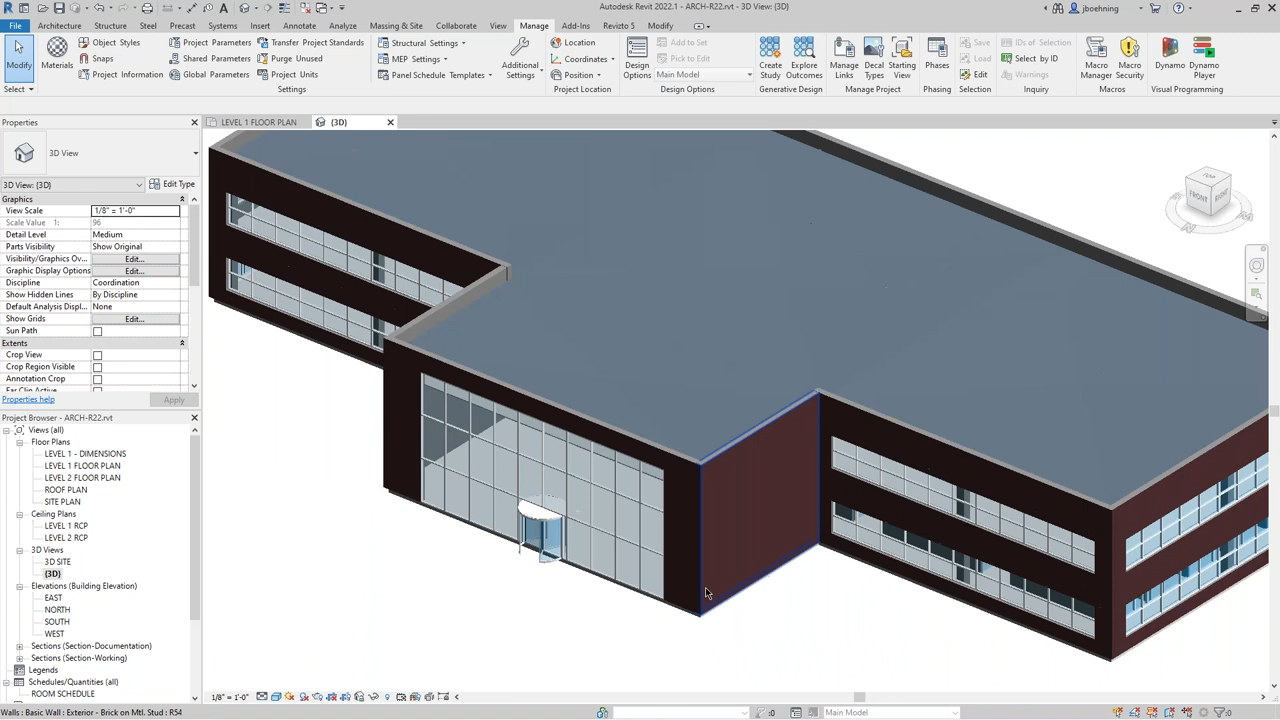 Autodesk Revit 2022.1 - ARCH-R22.rvt - 3D View: {3D}
jboehning
File
Architecture
Structure
Steel
Precast
Systems
Insert
Annotate
Analyze
Massing & Site
Collaborate
View
Manage
Add-Ins
Revizto 5
Modify
Modify
Select
Materials
Object Styles
Snaps
Project Information
Project Parameters
Shared Parameters
Global Parameters
Transfer Project Standards
Purge Unused
Project Units
Structural Settings
MEP Settings
Panel Schedule Templates
Additional
Settings
Settings
Location
Coordinates
Position
Project Location
Design
Options
Add to Set
Pick to Edit
Main Model
Design Options
Create
Study
Explore
Outcomes
Generative Design
Manage
Links
Decal
Types
Starting
View
Manage Project
Phases
Phasing
Save
Load
Edit
Selection
IDs of Selection
Select by ID
Warnings
Inquiry
Macro
Manager
Macro
Security
Macros
Dynamo
Dynamo
Player
Visual Programming
Properties
3D View
3D View: {3D}
Edit Type
Graphics
View Scale 1/8" = 1'-0"
Scale Value 1: 96
Detail Level Medium
Parts Visibility Show Original
Visibility/Graphics Ov... Edit...
Graphic Display Options Edit...
Discipline Coordination
Show Hidden Lines By Discipline
Default Analysis Displ... None
Show Grids Edit...
Sun Path
Extents
Crop View
Crop Region Visible
Annotation Crop
Properties help
Apply
LEVEL 1 FLOOR PLAN
{3D}
TOP
FRONT
RIGHT
Project Browser - ARCH-R22.rvt
Views (all)
Floor Plans
LEVEL 1 - DIMENSIONS
LEVEL 1 FLOOR PLAN
LEVEL 2 FLOOR PLAN
ROOF PLAN
SITE PLAN
Ceiling Plans
LEVEL 1 RCP
LEVEL 2 RCP
3D Views
3D SITE
{3D}
Elevations (Building Elevation)
EAST
NORTH
SOUTH
WEST
Sections (Section-Documentation)
Sections (Section-Working)
Legends
Schedules/Quantities (all)
ROOM SCHEDULE
1/8" = 1'-0"
Walls : Basic Wall : Exterior - Brick on Mtl. Stud: R54
:0
Main Model
:0